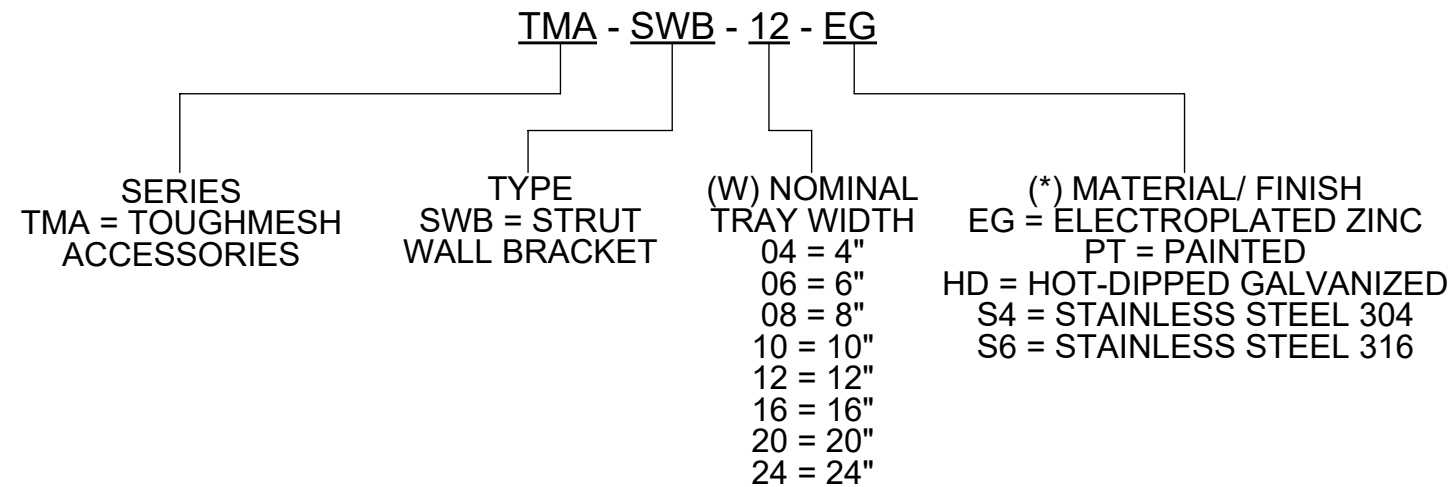 TMA - SWB - 12 - EG
SERIES
TMA = TOUGHMESH
ACCESSORIES
TYPE
SWB = STRUT
WALL BRACKET
(W) NOMINAL
TRAY WIDTH
04 = 4"
06 = 6"
08 = 8"
10 = 10"
12 = 12"
16 = 16"
20 = 20"
24 = 24"
(*) MATERIAL/ FINISH
EG = ELECTROPLATED ZINC
PT = PAINTED
HD = HOT-DIPPED GALVANIZED
S4 = STAINLESS STEEL 304
S6 = STAINLESS STEEL 316